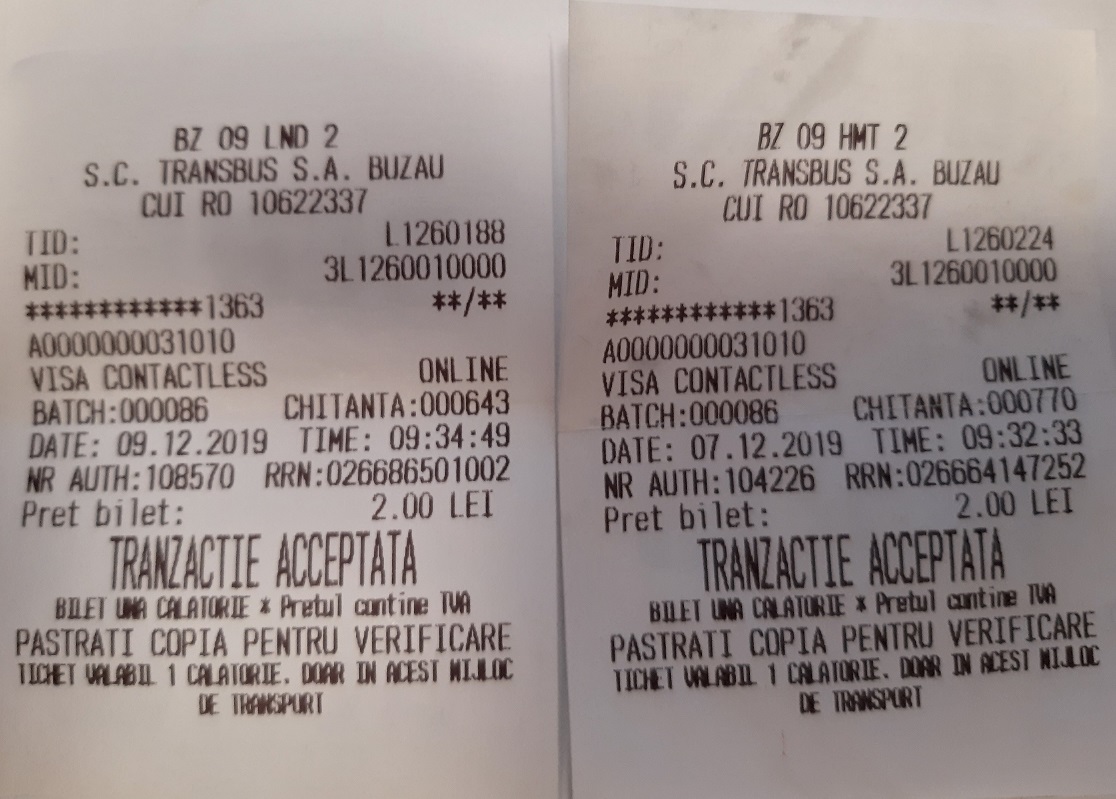 BZ 09 LND 2
S.C. TRANSBUS S.A. BUZAU
CUI RO 10622337
TID: L1260188
MID: 3L1260010000
************1363 **/**
A0000000031010
VISA CONTACTLESS ONLINE
BATCH:000086 CHITANTA:000643
DATE: 09.12.2019 TIME: 09:34:49
NR AUTH:108570 RRN:026686501002
Pret bilet: 2.00 LEI
TRANZACTIE ACCEPTATA
BILET UNA CALATORIE * Pretul contine TVA
PASTRATI COPIA PENTRU VERIFICARE
TICHET VALABIL 1 CALATORIE. DOAR IN ACEST MIJLOC
DE TRANSPORT
BZ 09 HMT 2
S.C. TRANSBUS S.A. BUZAU
CUI RO 10622337
TID: L1260224
MID: 3L1260010000
************1363 **/**
A0000000031010
VISA CONTACTLESS ONLINE
BATCH:000086 CHITANTA:000770
DATE: 07.12.2019 TIME: 09:32:33
NR AUTH:104226 RRN:026664147252
Pret bilet: 2.00 LEI
TRANZACTIE ACCEPTATA
BILET UNA CALATORIE * Pretul contine TVA
PASTRATI COPIA PENTRU VERIFICARE
TICHET VALABIL 1 CALATORIE. DOAR IN ACEST MIJLOC
DE TRANSPORT